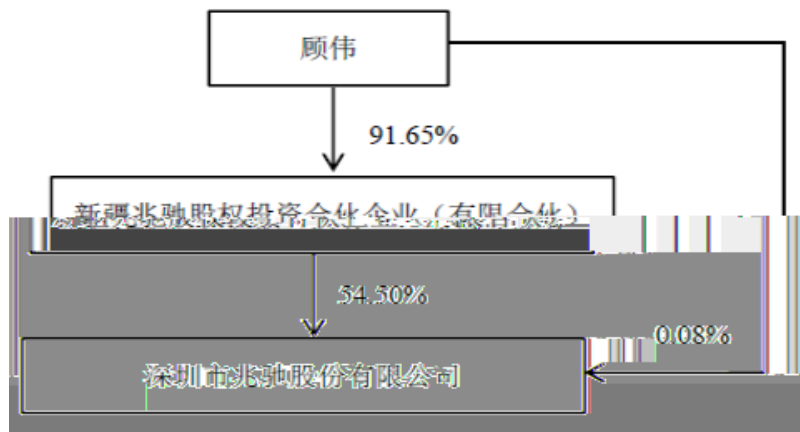 顾伟
91.65%
新疆兆驰股权投资合伙企业（有限合伙）
54.50%
0.08%
深圳市兆驰股份有限公司